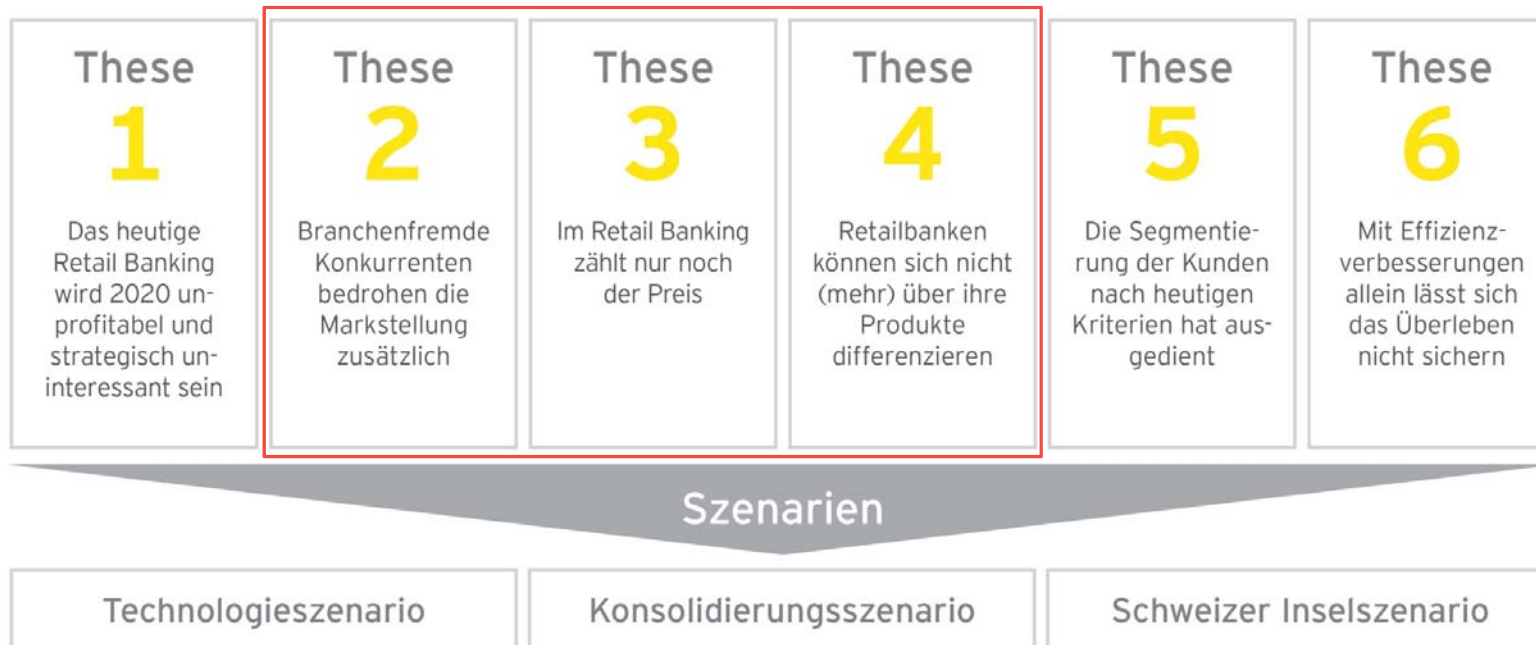 These
1
Das heutige
Retail Banking
wird 2020 un-
profitabel und
strategisch un-
interessant sein
These
2
Branchenfremde
Konkurrenten
bedrohen die
Markstellung
zusätzlich
These
3
Im Retail Banking
zählt nur noch
der Preis
These
4
Retailbanken
können sich nicht
(mehr) über ihre
Produkte
differenzieren
These
5
Die Segmentie-
rung der Kunden
nach heutigen
Kriterien hat aus-
gedient
These
6
Mit Effizienz-
verbesserungen
allein lässt sich
das Überleben
nicht sichern
Szenarien
Technologieszenario
Konsolidierungsszenario
Schweizer Inselszenario